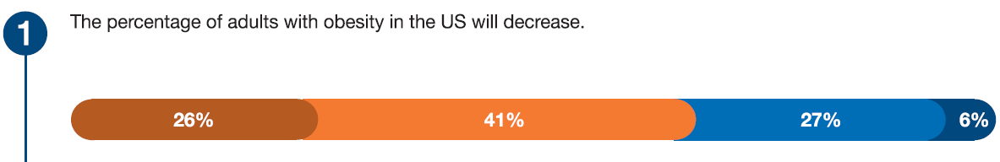 1
The percentage of adults with obesity in the US will decrease.
26% 41% 27% 6%